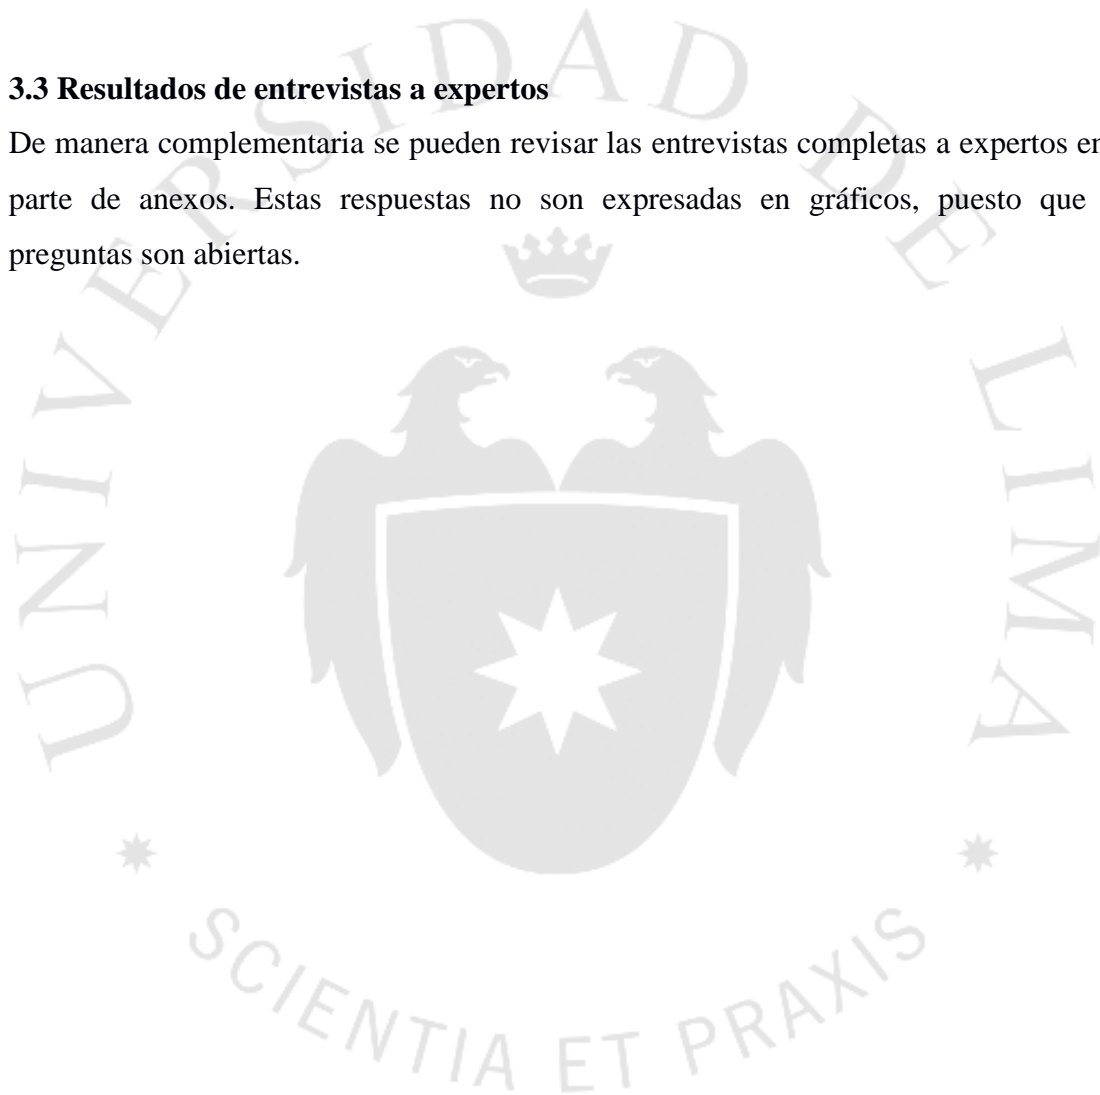 3.3 Resultados de entrevistas a expertos
De manera complementaria se pueden revisar las entrevistas completas a expertos en
parte de anexos. Estas respuestas no son expresadas en gráficos, puesto que
preguntas son abiertas.
UNIVERSIDAD DE LIMA
SCIENTIA ET PRAXIS